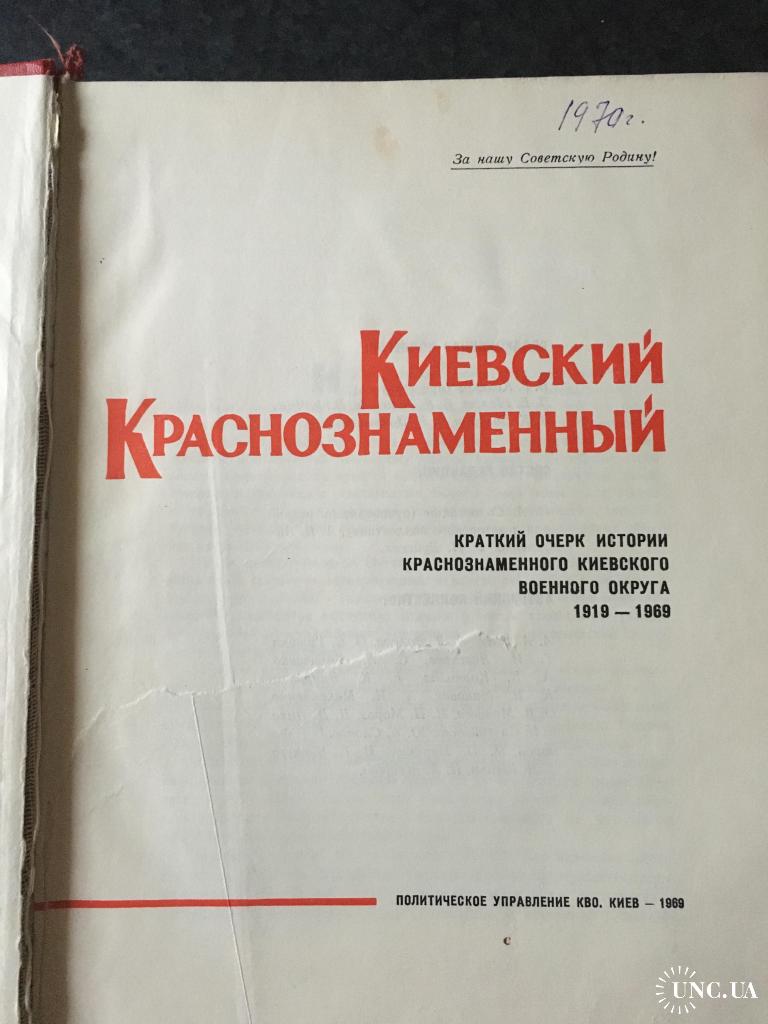 1970г.
За нашу Советскую Родину!
Киевский
Краснознаменный
КРАТКИЙ ОЧЕРК ИСТОРИИ
КРАСНОЗНАМЕННОГО КИЕВСКОГО
ВОЕННОГО ОКРУГА
1919 — 1969
ПОЛИТИЧЕСКОЕ УПРАВЛЕНИЕ КВО. КИЕВ — 1969
с
UNC.UA